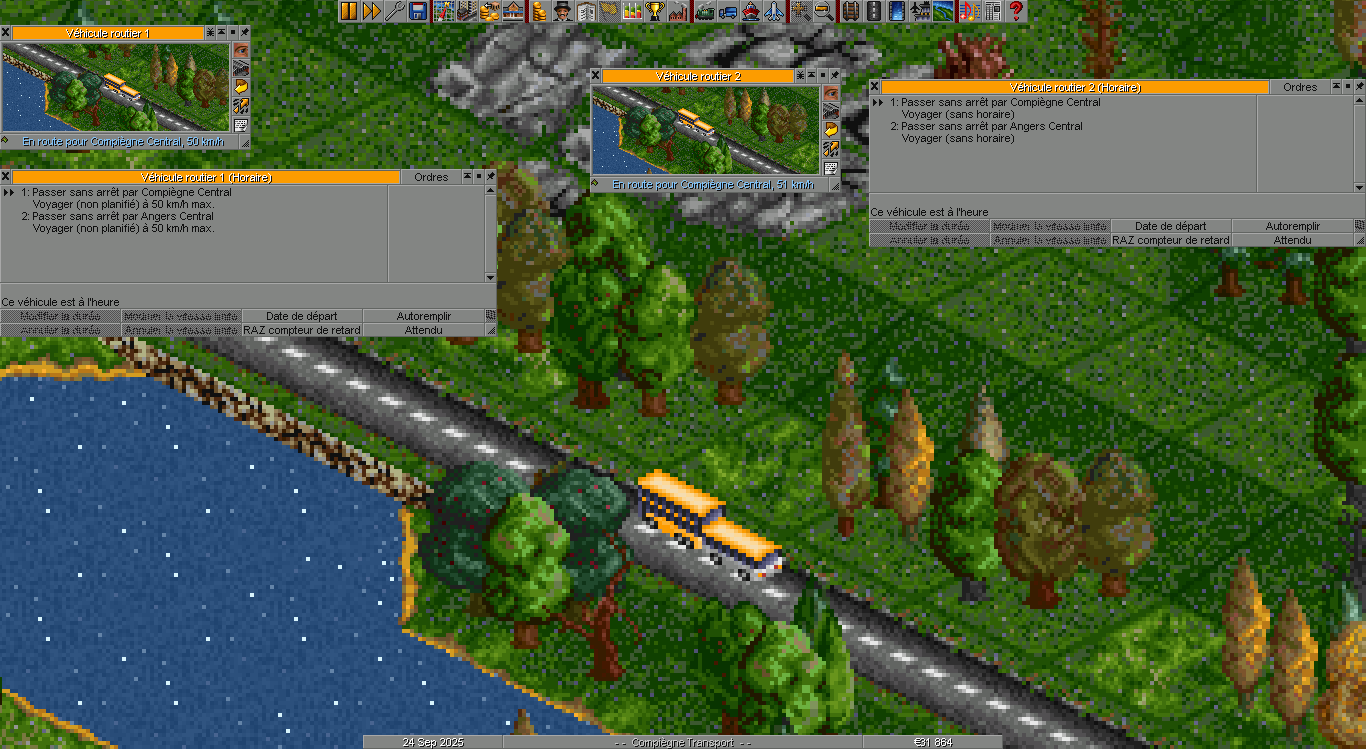 Véhicule routier 1
En route pour Compiègne Central, 50 km/h
Véhicule routier 1 (Horaire)
Ordres
1: Passer sans arrêt par Compiègne Central
Voyager (non planifié) à 50 km/h max.
2: Passer sans arrêt par Angers Central
Voyager (non planifié) à 50 km/h max.
Ce véhicule est à l'heure
Modifier la durée
Modifier la vitesse limite
Date de départ
Autoremplir
Annuler la durée
Annuler la vitesse limite
RAZ compteur de retard
Attendu
Véhicule routier 2
En route pour Compiègne Central, 51 km/h
Véhicule routier 2 (Horaire)
Ordres
1: Passer sans arrêt par Compiègne Central
Voyager (sans horaire)
2: Passer sans arrêt par Angers Central
Voyager (sans horaire)
Ce véhicule est à l'heure
Modifier la durée
Modifier la vitesse limite
Date de départ
Autoremplir
Annuler la durée
Annuler la vitesse limite
RAZ compteur de retard
Attendu
24 Sep 2025
- - Compiègne Transport - -
€31 864